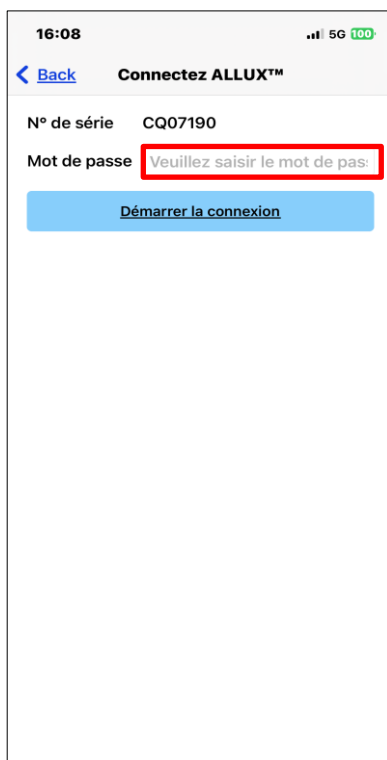 16:08 5G 100
Back Connectez ALLUX™
N° de série CQ07190
Mot de passe Veuillez saisir le mot de pas
Démarrer la connexion